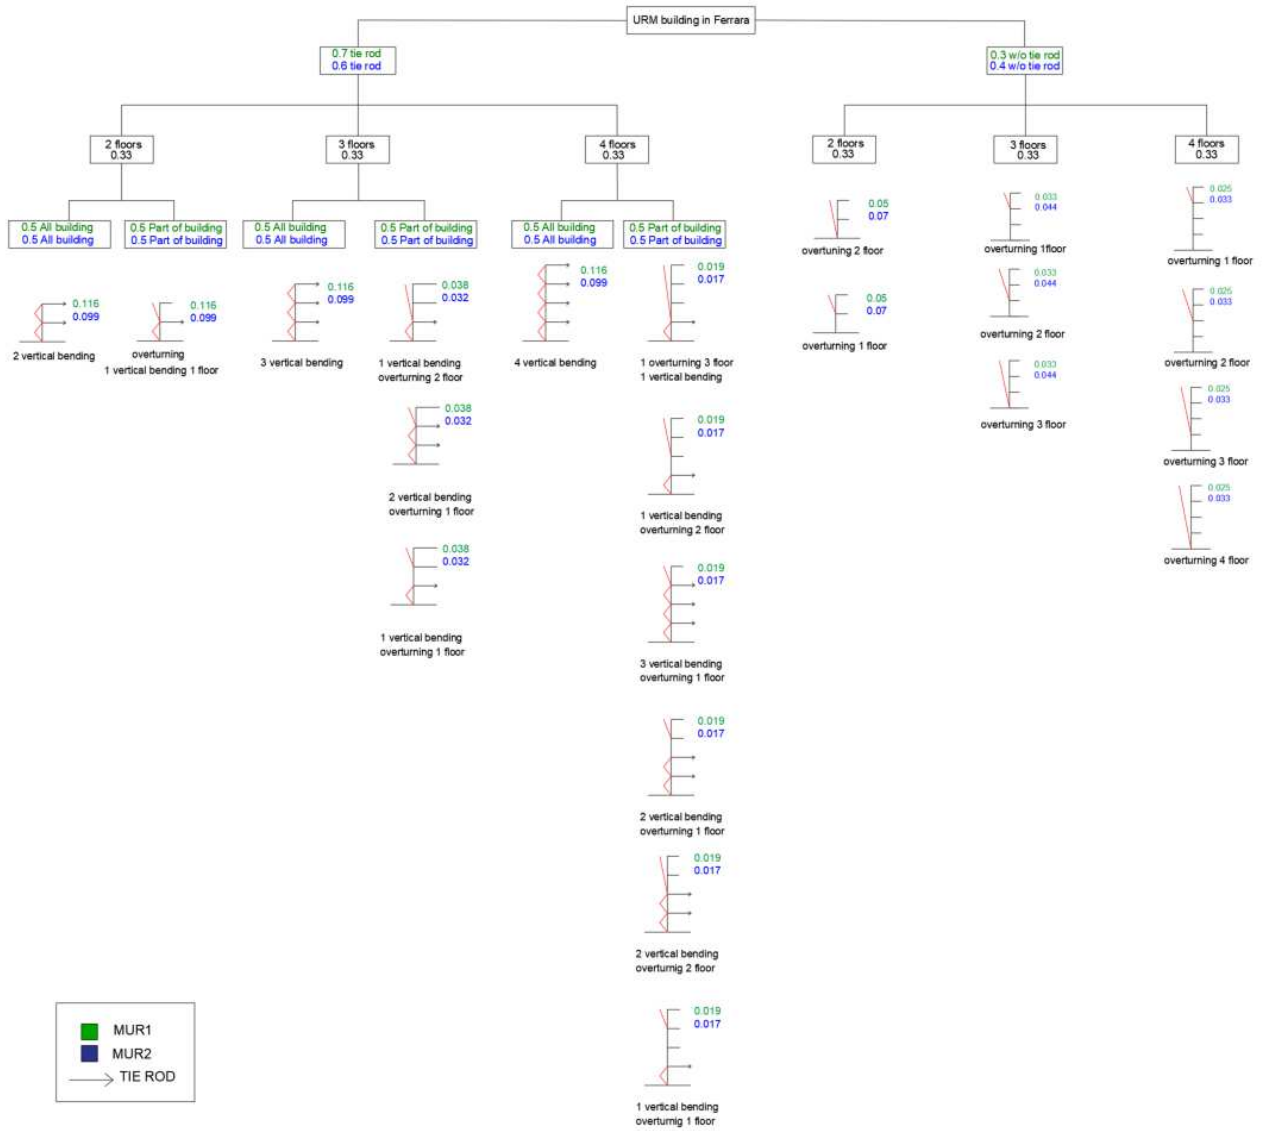 URM building in Ferrara
0.7 tie rod
0.6 tie rod
0.3 w/o tie rod
0.4 w/o tie rod
2 floors
0.33
3 floors
0.33
4 floors
0.33
2 floors
0.33
3 floors
0.33
4 floors
0.33
0.5 All building
0.5 All building
0.5 Part of building
0.5 Part of building
0.5 All building
0.5 All building
0.5 Part of building
0.5 Part of building
0.5 All building
0.5 All building
0.5 Part of building
0.5 Part of building
0.116
0.099
2 vertical bending
0.116
0.099
overturning
1 vertical bending 1 floor
0.116
0.099
3 vertical bending
0.038
0.032
1 vertical bending
overturning 2 floor
0.038
0.032
2 vertical bending
overturning 1 floor
0.038
0.032
1 vertical bending
overturning 1 floor
0.116
0.099
4 vertical bending
0.019
0.017
1 overturning 3 floor
1 vertical bending
0.019
0.017
1 vertical bending
overturning 2 floor
0.019
0.017
3 vertical bending
overturning 1 floor
0.019
0.017
2 vertical bending
overturning 1 floor
0.019
0.017
2 vertical bending
overturnig 2 floor
0.019
0.017
1 vertical bending
overturnig 1 floor
0.05
0.07
overtuning 2 floor
0.05
0.07
overturning 1 floor
0.033
0.044
overturning 1floor
0.033
0.044
overturning 2 floor
0.033
0.044
overturning 3 floor
0.025
0.033
overturning 1 floor
0.025
0.033
overturning 2 floor
0.025
0.033
overturning 3 floor
0.025
0.033
overturning 4 floor
MUR1
MUR2
TIE ROD